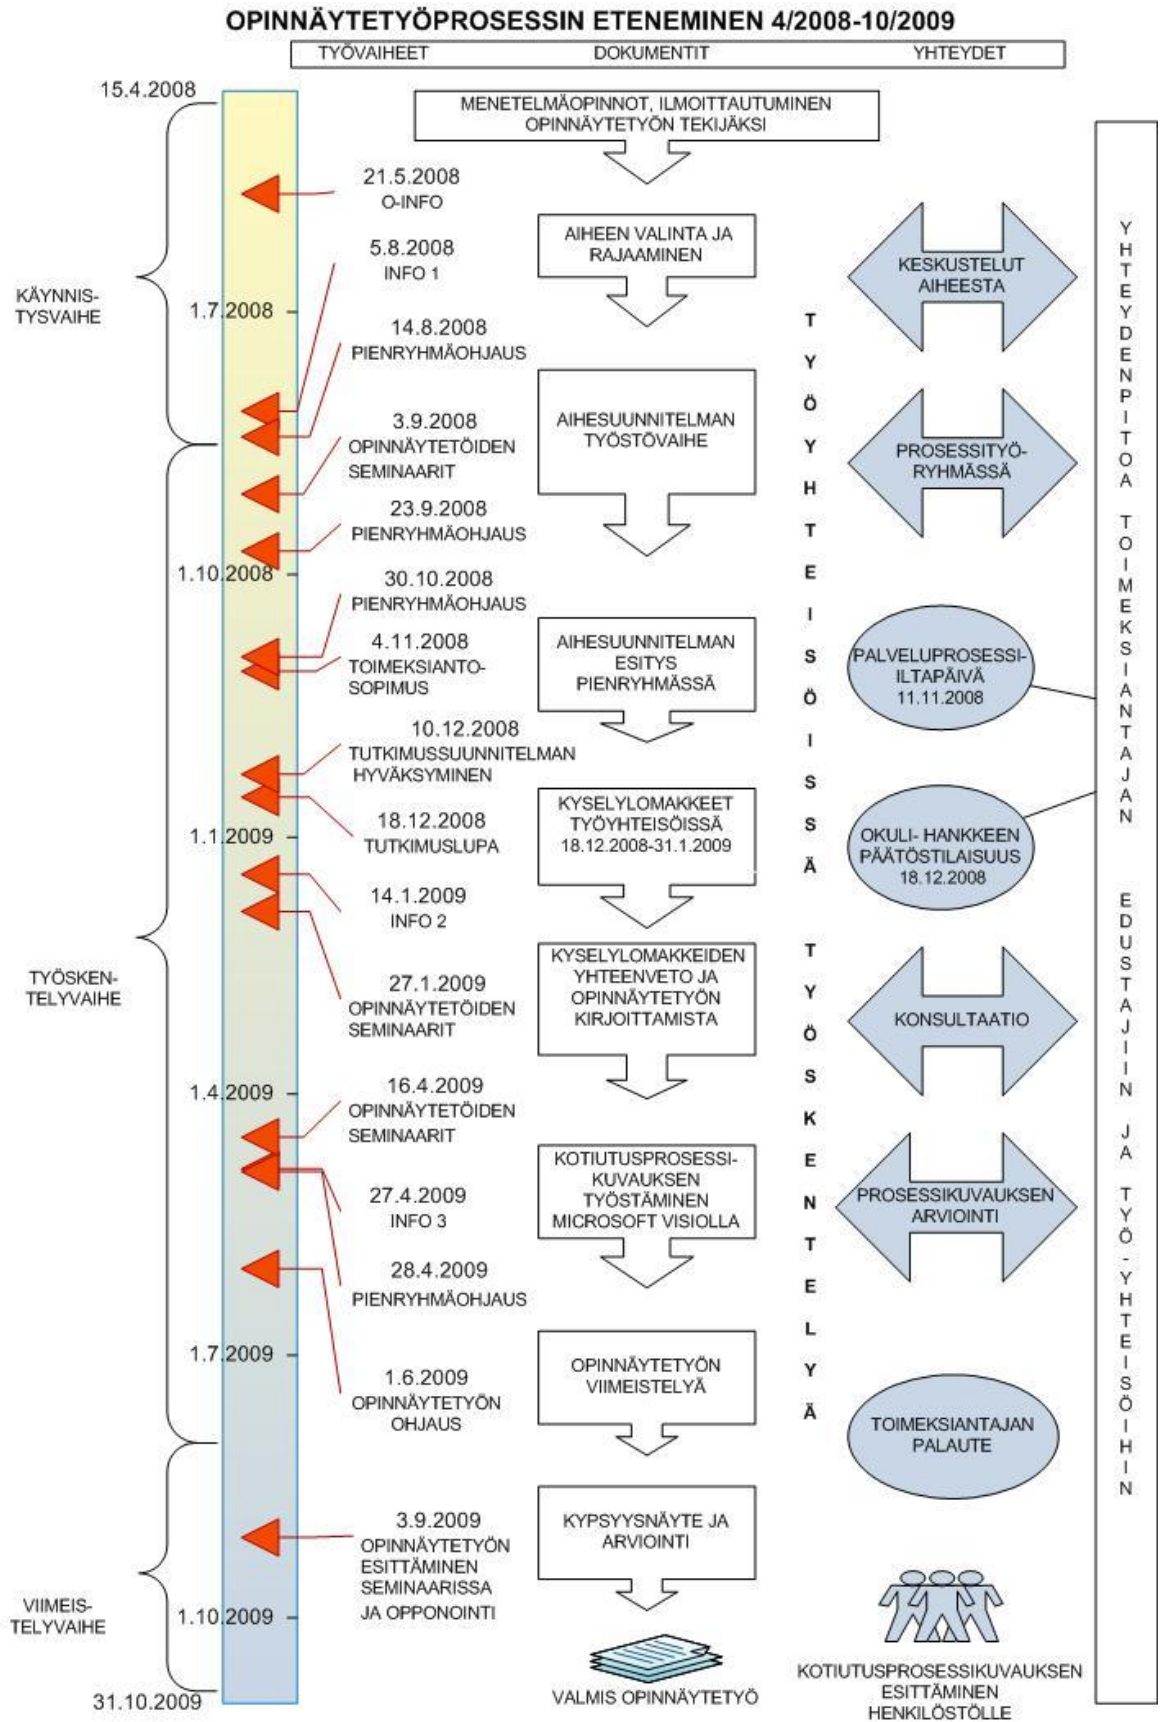 OPINNÄYTETYÖPROSESSIN ETENEMINEN 4/2008-10/2009
TYÖVAIHEET
DOKUMENTIT
YHTEYDET
15.4.2008
1.7.2008
1.10.2008
1.1.2009
1.4.2009
1.7.2009
1.10.2009
31.10.2009
KÄYNNIS-
TYSVAIHE
TYÖSKEN-
TELYVAIHE
VIIMEIS-
TELYVAIHE
21.5.2008
O-INFO
5.8.2008
INFO 1
14.8.2008
PIENRYHMÄOHJAUS
3.9.2008
OPINNÄYTETÖIDEN
SEMINAARIT
23.9.2008
PIENRYHMÄOHJAUS
30.10.2008
PIENRYHMÄOHJAUS
4.11.2008
TOIMEKSIANTO-
SOPIMUS
10.12.2008
TUTKIMUSSUUNNITELMAN
HYVÄKSYMINEN
18.12.2008
TUTKIMUSLUPA
14.1.2009
INFO 2
27.1.2009
OPINNÄYTETÖIDEN
SEMINAARIT
16.4.2009
OPINNÄYTETÖIDEN
SEMINAARIT
27.4.2009
INFO 3
28.4.2009
PIENRYHMÄOHJAUS
1.6.2009
OPINNÄYTETYÖN
OHJAUS
3.9.2009
OPINNÄYTETYÖN
ESITTÄMINEN
SEMINAARISSA
JA OPPONOINTI
MENETELMÄOPINNOT, ILMOITTAUTUMINEN
OPINNÄYTETYÖN TEKIJÄKSI
AIHEEN VALINTA JA
RAJAAMINEN
AIHESUUNNITELMAN
TYÖSTÖVAIHE
AIHESUUNNITELMAN
ESITYS
PIENRYHMÄSSÄ
KYSELYLOMAKKEET
TYÖYHTEISÖISSÄ
18.12.2008-31.1.2009
KYSELYLOMAKKEIDEN
YHTEENVETO JA
OPINNÄYTETYÖN
KIRJOITTAMISTA
KOTIUTUSPROSESSI-
KUVAUKSEN
TYÖSTÄMINEN
MICROSOFT VISIOLLA
OPINNÄYTETYÖN
VIIMEISTELYÄ
KYPSYYSNÄYTE JA
ARVIOINTI
VALMIS OPINNÄYTETYÖ
TYÖYHTEISÖISSÄ TYÖSKENTELYÄ
KESKUSTELUT
AIHEESTA
PROSESSITYÖ-
RYHMÄSSÄ
PALVELUPROSESSI-
ILTAPÄIVÄ
11.11.2008
OKULI- HANKKEEN
PÄÄTÖSTILAISUUS
18.12.2008
KONSULTAATIO
PROSESSIKUVAUKSEN
ARVIOINTI
TOIMEKSIANTAJAN
PALAUTE
KOTIUTUSPROSESSIKUVAUKSEN
ESITTÄMINEN
HENKILÖSTÖLLE
YHTEYDENPITOA TOIMEKSIANTAJAN EDUSTAJIIN JA TYÖ-YHTEISÖIHIN